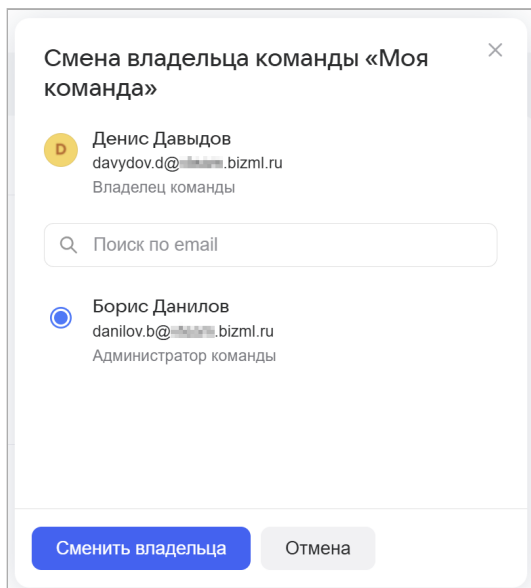 Смена владельца команды «Моя
команда»
D
Денис Давыдов
davydov.d@ .bizml.ru
Владелец команды
Поиск по email
Борис Данилов
danilov.b@ .bizml.ru
Администратор команды
Сменить владельца
Отмена